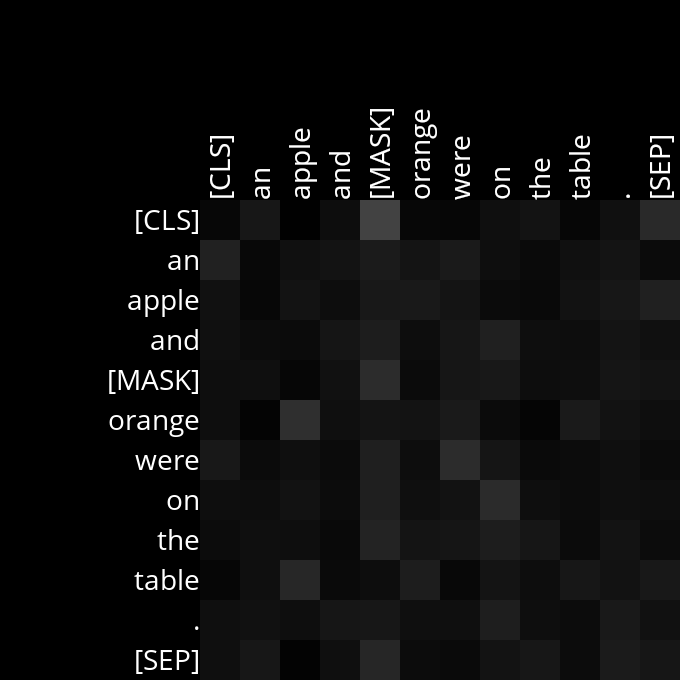 [CLS] an apple and [MASK] orange were on the table . [SEP]
[CLS]
an
apple
and
[MASK]
orange
were
on
the
table
.
[SEP]